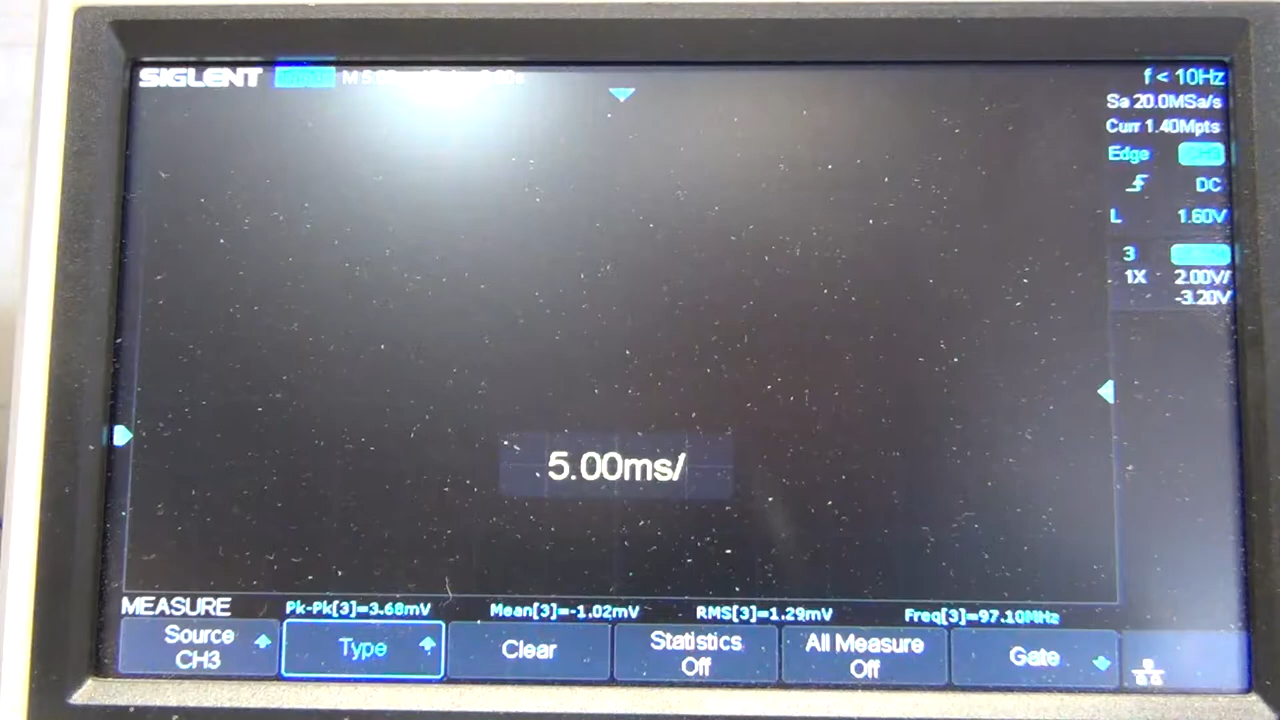 SIGLENT
f < 10Hz
Sa 20.0MSa/s
Curr 1.40Mpts
Edge
DC
L 1.60V
3
1X 2.00V/
-3.20V
5.00ms/
MEASURE
Pk-Pk[3]=3.68mV Mean[3]=-1.02mV RMS[3]=1.29mV Freq[3]=97.10MHz
Source
CH3
Type
Clear
Statistics
Off
All Measure
Off
Gate